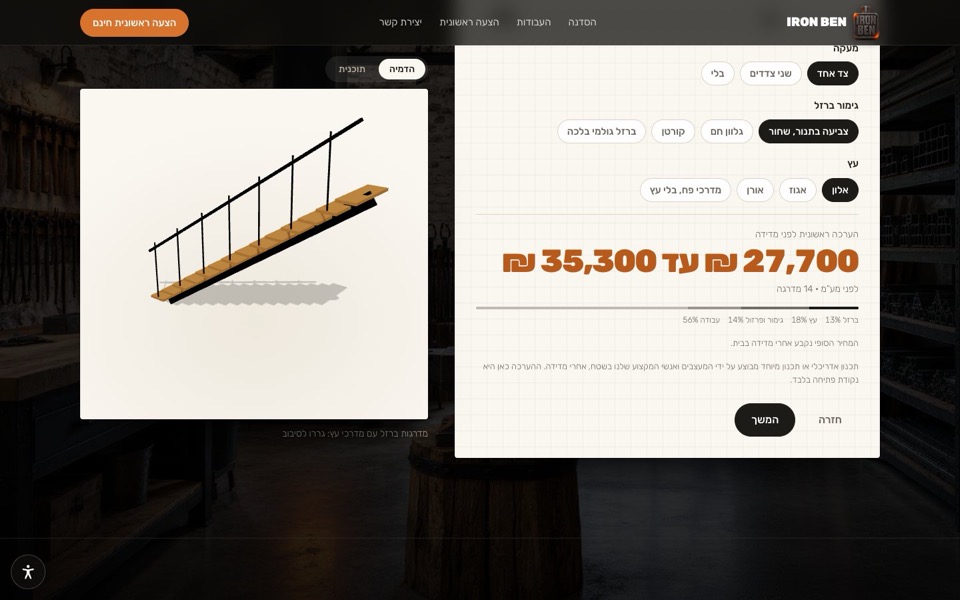 IRON BEN
IRON BEN
הסדנה
העבודות
הצעה ראשונית
יצירת קשר
הצעה ראשונית חינם
מעקה
צד אחד
שני צדדים
בלי
גימור ברזל
צביעה בתנור, שחור
גלוון חם
קורטן
ברזל גולמי בלכה
עץ
אלון
אגוז
אורן
מדרכי פח, בלי עץ
הערכה ראשונית לפני מדידה
27,700 ₪ עד 35,300 ₪
לפני מע"מ • 14 מדרגה
ברזל 13% עץ 18% גימור ופרזול 14% עבודה 56%
המחיר הסופי נקבע אחרי מדידה בבית.
תכנון אדריכלי או תכנון מיוחד מבוצע על ידי המעצבים ואנשי המקצוע שלנו בשטח, אחרי מדידה. ההערכה כאן היא
נקודת פתיחה בלבד.
חזרה
המשך
הדמיה
תוכנית
מדרגות ברזל עם מדרכי עץ: גררו לסיבוב